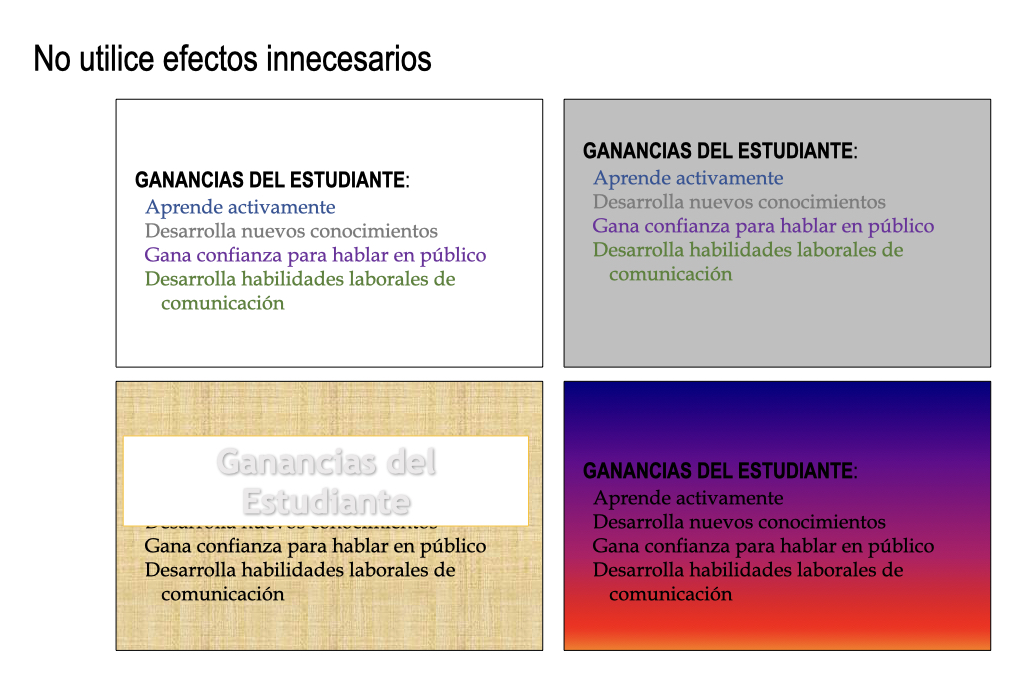 No utilice efectos innecesarios
GANANCIAS DEL ESTUDIANTE:
Aprende activamente
Desarrolla nuevos conocimientos
Gana confianza para hablar en público
Desarrolla habilidades laborales de
comunicación
GANANCIAS DEL ESTUDIANTE:
Aprende activamente
Desarrolla nuevos conocimientos
Gana confianza para hablar en público
Desarrolla habilidades laborales de
comunicación
Ganancias del
Estudiante
Desarrolla nuevos conocimientos
Gana confianza para hablar en público
Desarrolla habilidades laborales de
comunicación
GANANCIAS DEL ESTUDIANTE:
Aprende activamente
Desarrolla nuevos conocimientos
Gana confianza para hablar en público
Desarrolla habilidades laborales de
comunicación